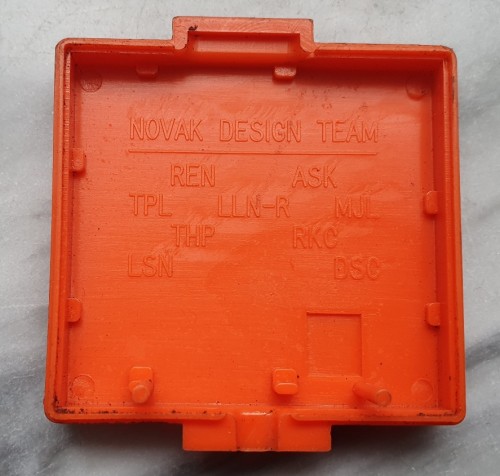 NOVAK DESIGN TEAM
REN ASK
TPL LLN-R MJL
THP RKC
LSN DSC